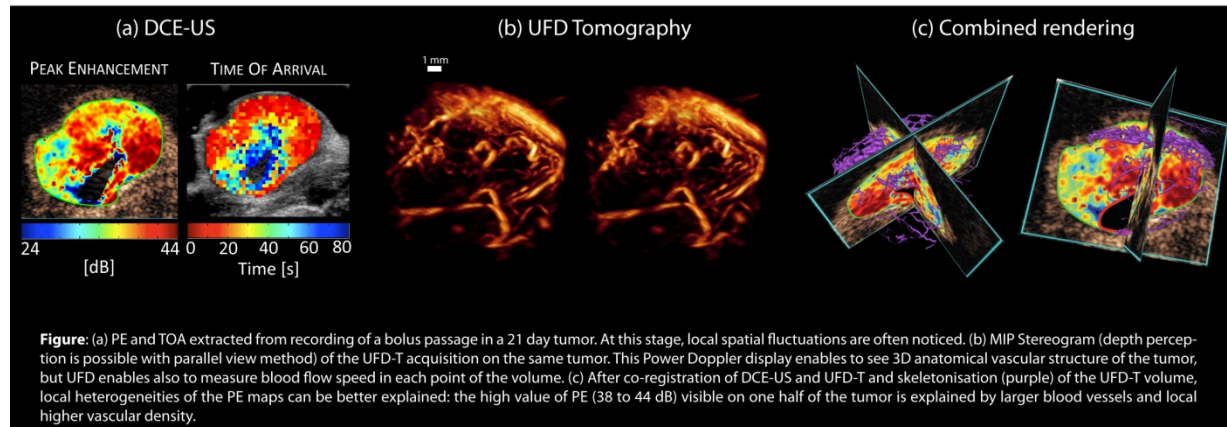 (a) DCE-US
(b) UFD Tomography
(c) Combined rendering
PEAK ENHANCEMENT
TIME OF ARRIVAL
1 mm
24 44
[dB]
0 20 40 60 80
Time [s]
Figure: (a) PE and TOA extracted from recording of a bolus passage in a 21 day tumor. At this stage, local spatial fluctuations are often noticed. (b) MIP Stereogram (depth percep-
tion is possible with parallel view method) of the UFD-T acquisition on the same tumor. This Power Doppler display enables to see 3D anatomical vascular structure of the tumor,
but UFD enables also to measure blood flow speed in each point of the volume. (c) After co-registration of DCE-US and UFD-T and skeletonisation (purple) of the UFD-T volume,
local heterogeneities of the PE maps can be better explained: the high value of PE (38 to 44 dB) visible on one half of the tumor is explained by larger blood vessels and local
higher vascular density.